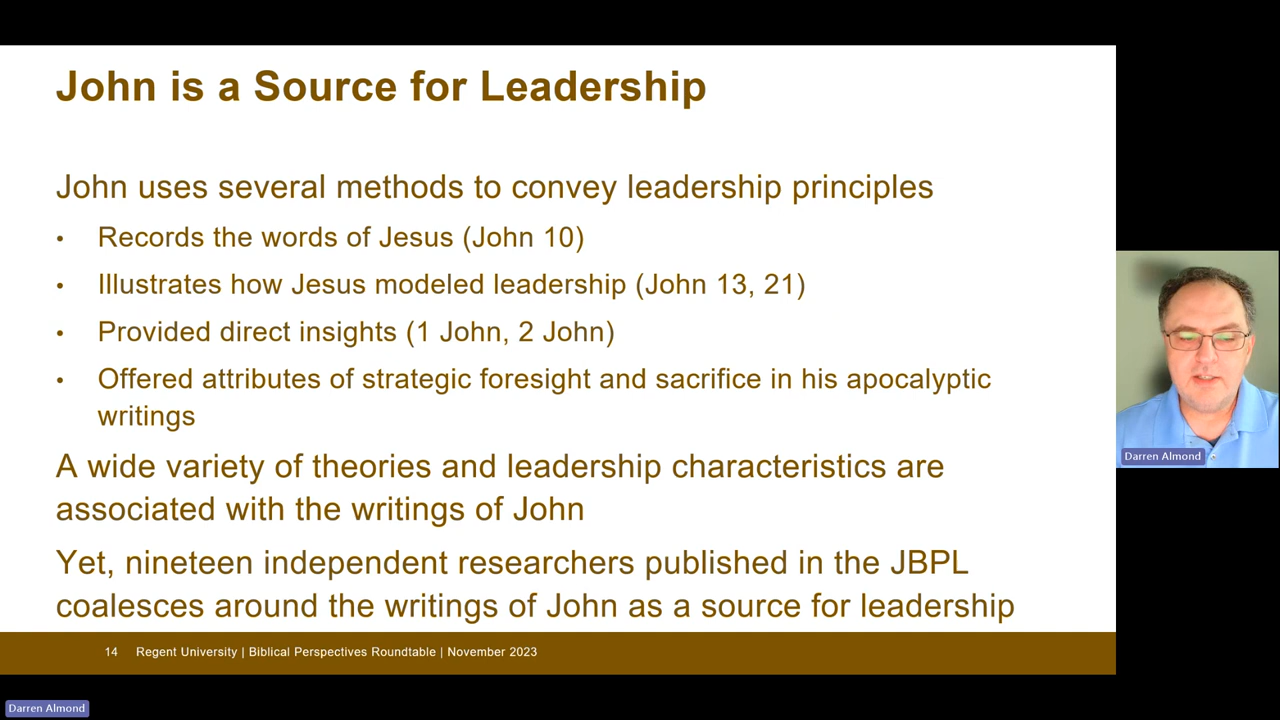 John is a Source for Leadership
John uses several methods to convey leadership principles
• Records the words of Jesus (John 10)
• Illustrates how Jesus modeled leadership (John 13, 21)
• Provided direct insights (1 John, 2 John)
• Offered attributes of strategic foresight and sacrifice in his apocalyptic
writings
A wide variety of theories and leadership characteristics are
associated with the writings of John
Yet, nineteen independent researchers published in the JBPL
coalesces around the writings of John as a source for leadership
14 Regent University | Biblical Perspectives Roundtable | November 2023
Darren Almond
Darren Almond